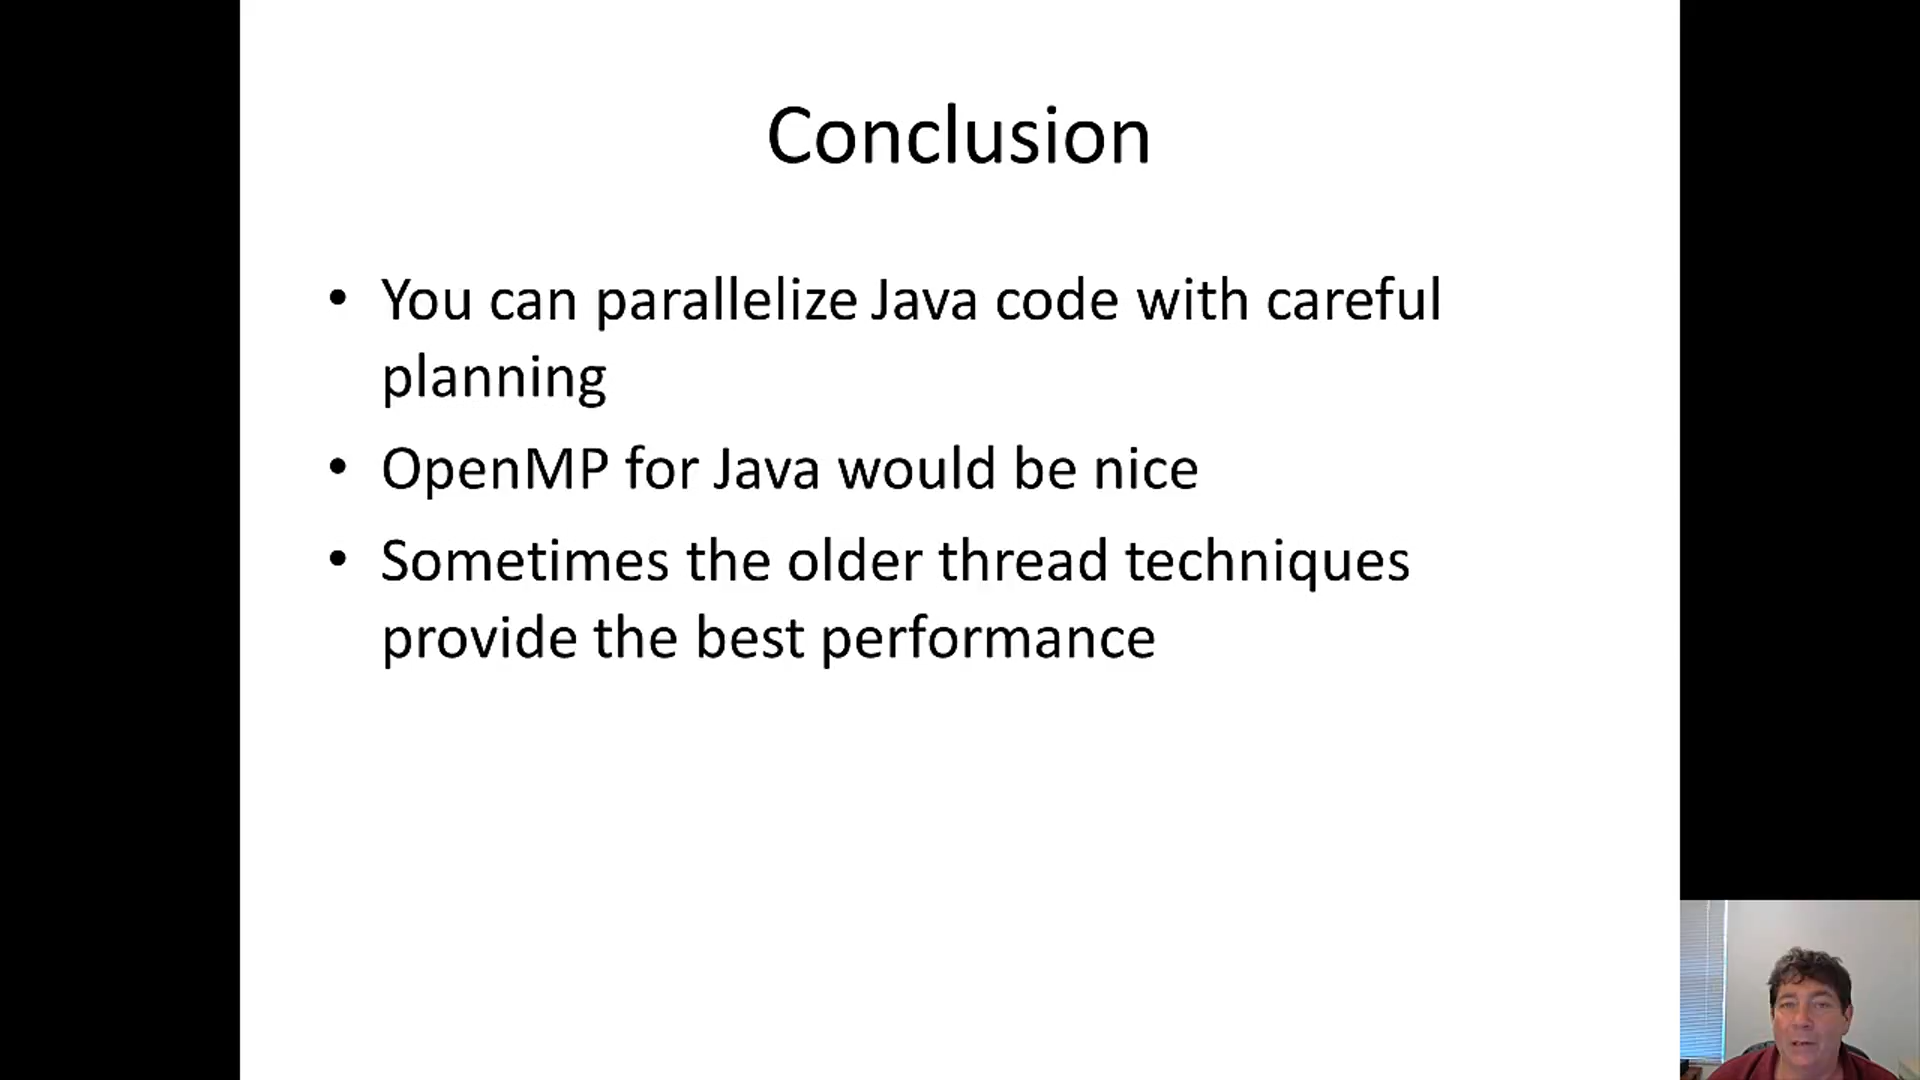 Conclusion
• You can parallelize Java code with careful
planning
• OpenMP for Java would be nice
• Sometimes the older thread techniques
provide the best performance